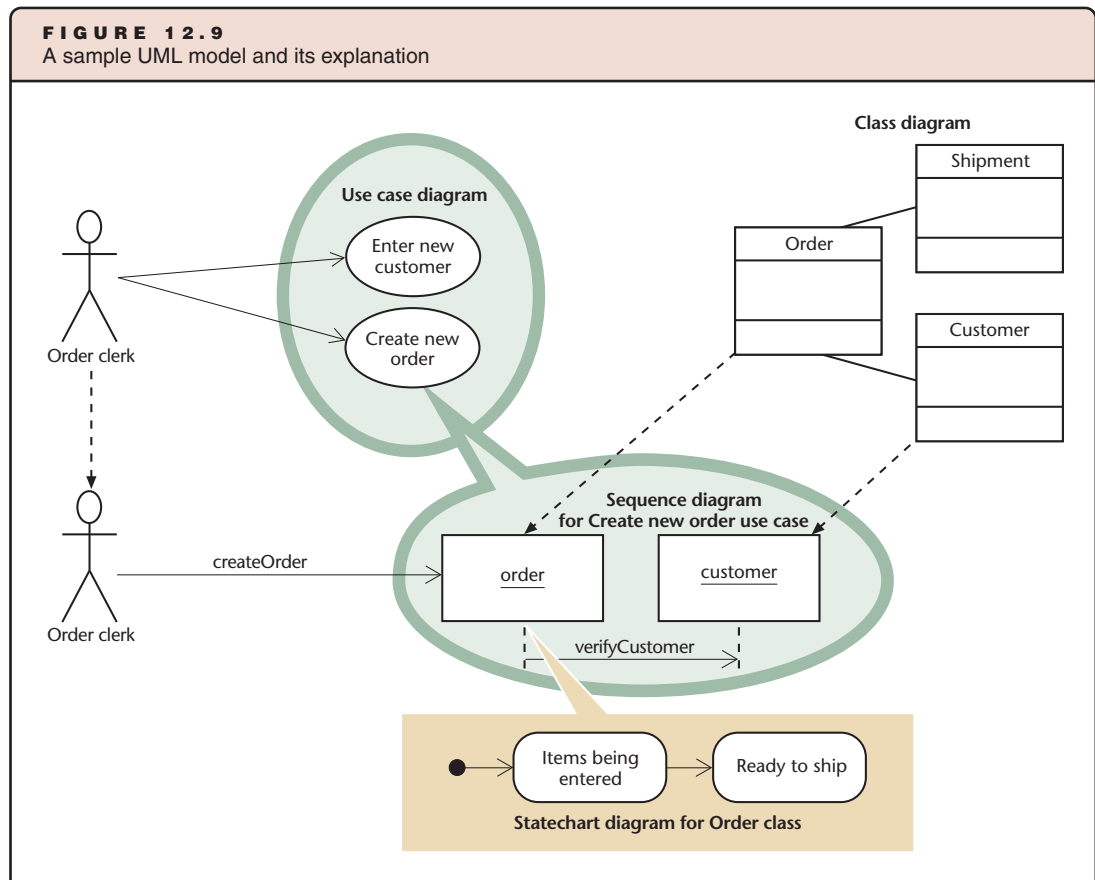 FIGURE 12.9
A sample UML model and its explanation
Class diagram
Shipment
Use case diagram
Enter new
customer
Order
Create new
order
Customer
Order clerk
Sequence diagram
for Create new order use case
createOrder
order
customer
Order clerk
verifyCustomer
Items being
entered
Ready to ship
Statechart diagram for Order class